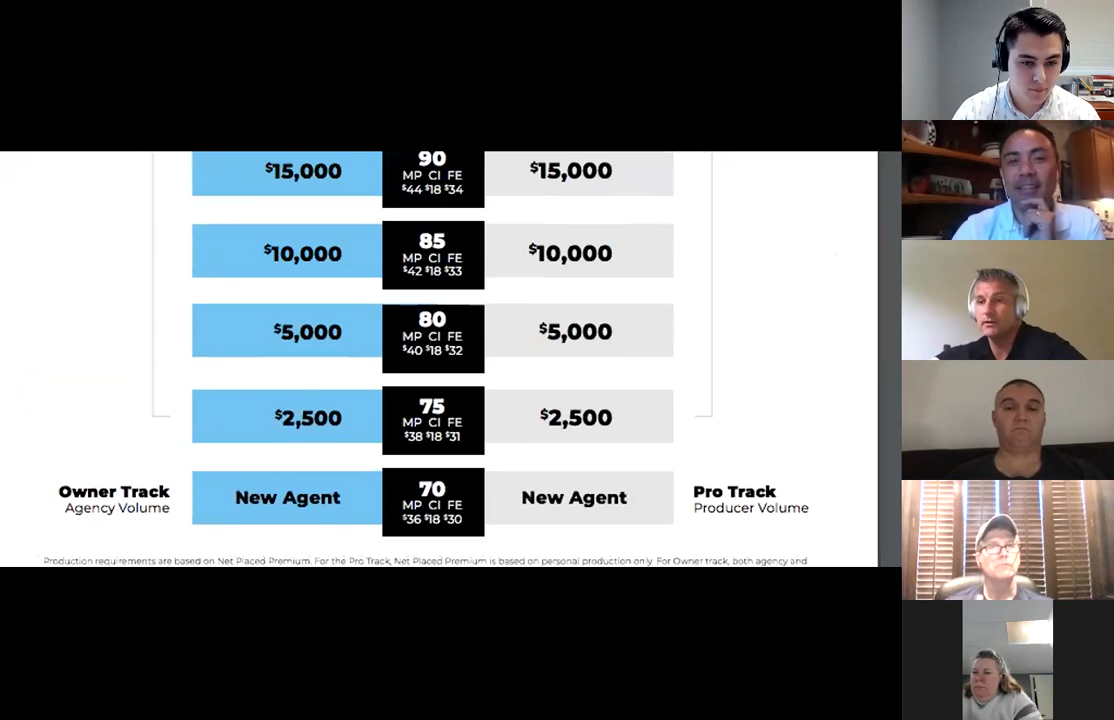 $15,000
90
MP CI FE
$44 $18 $34
$15,000
$10,000
85
MP CI FE
$42 $18 $33
$10,000
$5,000
80
MP CI FE
$40 $18 $32
$5,000
$2,500
75
MP CI FE
$38 $18 $31
$2,500
Owner Track
Agency Volume
New Agent
70
MP CI FE
$36 $18 $30
New Agent
Pro Track
Producer Volume
Production requirements are based on Net Placed Premium. For the Pro Track, Net Placed Premium is based on personal production only. For Owner track, both agency and